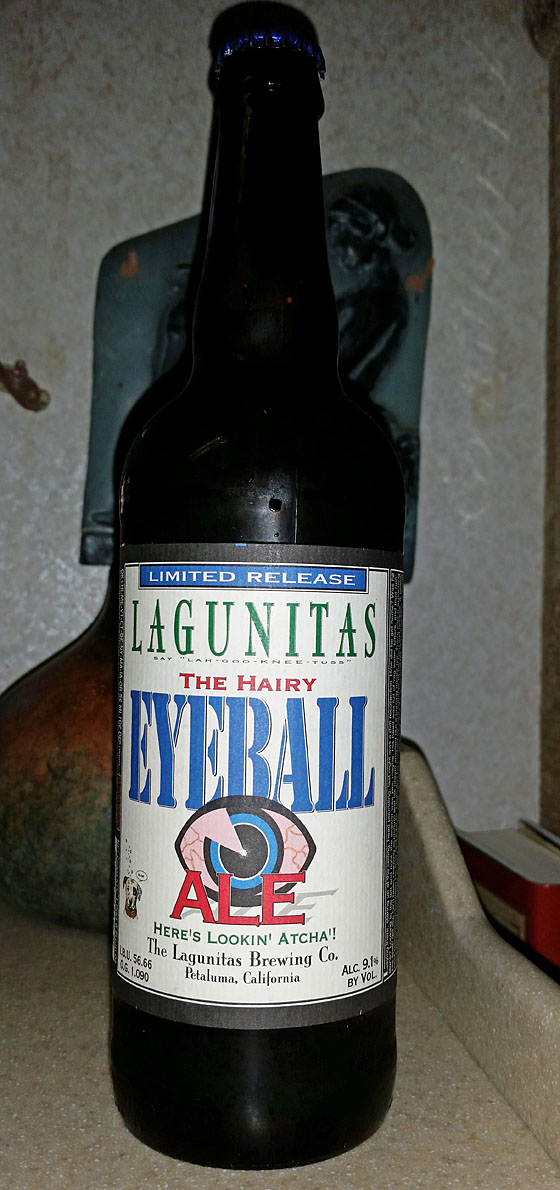 LIMITED RELEASE
LAGUNITAS
SAY "LAH-GOO-KNEE-TUSS"
THE HAIRY
EYEBALL
ALE
HERE'S LOOKIN' ATCHA'!
The Lagunitas Brewing Co.
Petaluma, California
I.B.U. 56.66
O.G. 1.090
ALC. 9.1%
BY VOL.